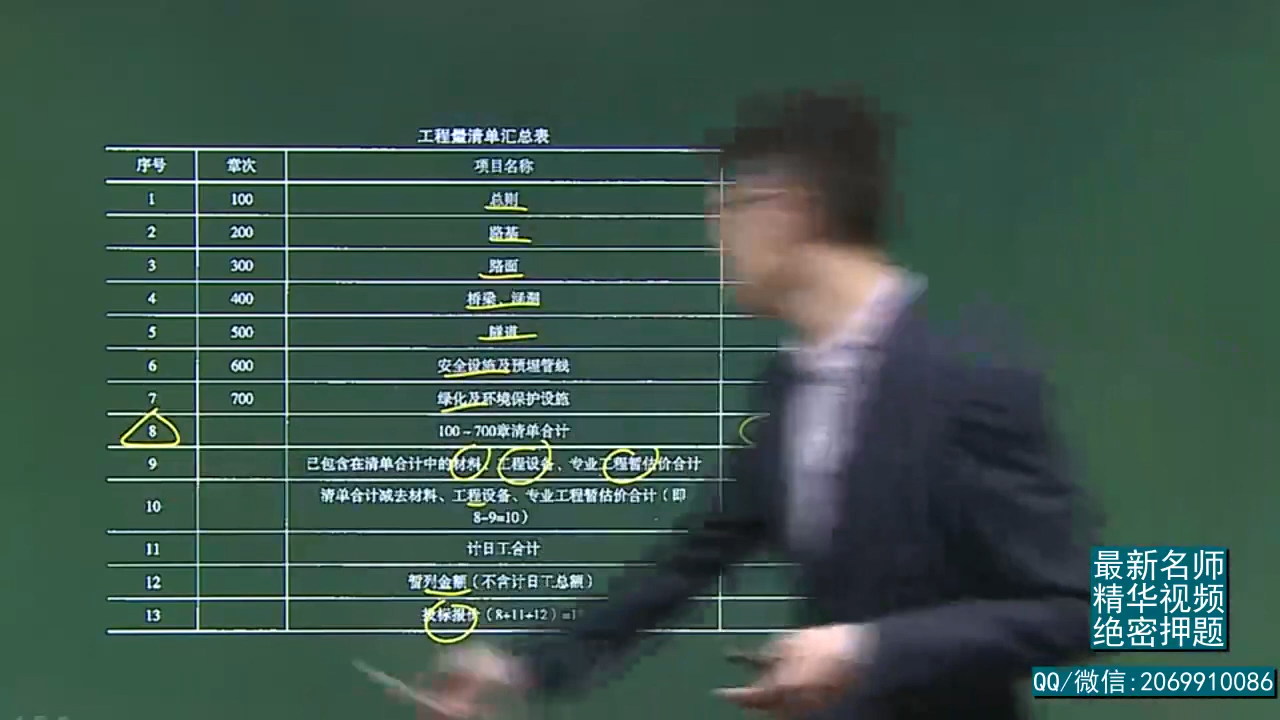 工程量清单汇总表
序号 章次 项目名称
1 100 总则
2 200 路基
3 300 路面
4 400 桥梁、涵洞
5 500 隧道
6 600 安全设施及预埋管线
7 700 绿化及环境保护设施
8 100~700章清单合计
9 已包含在清单合计中的材料、工程设备、专业工程暂估价合计
10 清单合计减去材料、工程设备、专业工程暂估价合计(即
8-9=10)
11 计日工合计
12 暂列金额(不含计日工总额)
13 投标报价(8+11+12)=
最新名师
精华视频
绝密押题
QQ/微信:2069910086